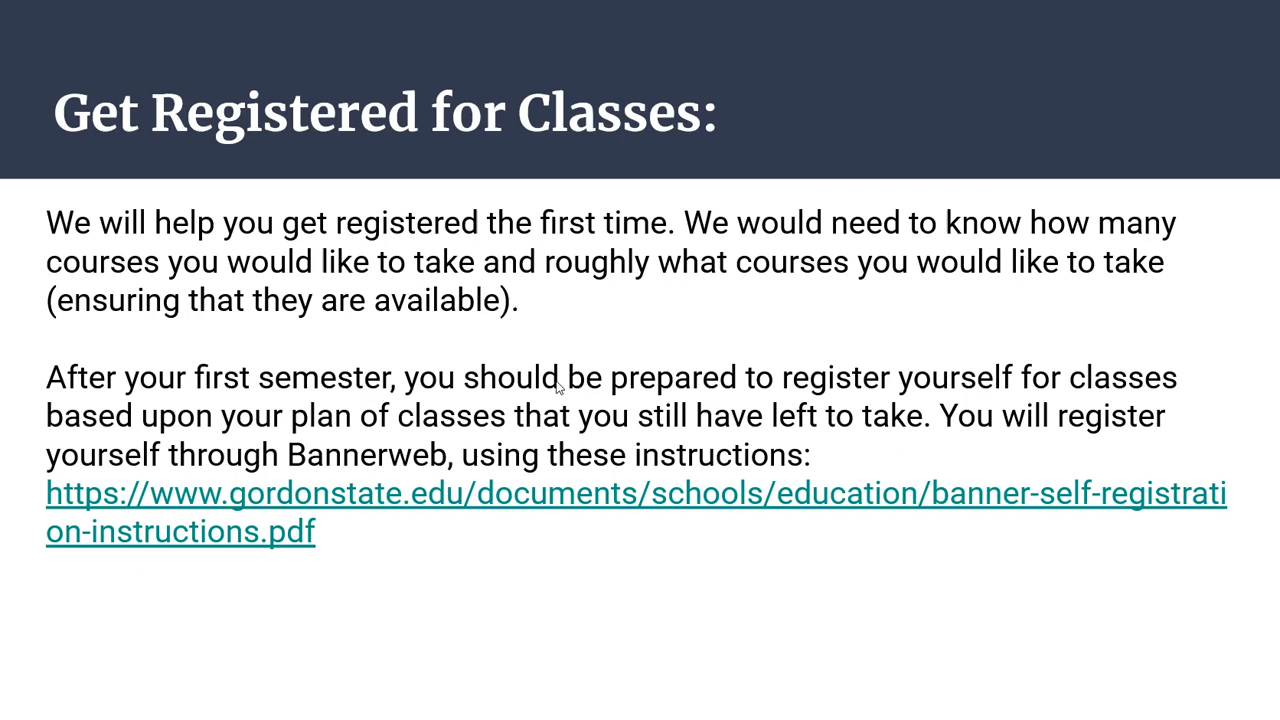 Get Registered for Classes:
We will help you get registered the first time. We would need to know how many
courses you would like to take and roughly what courses you would like to take
(ensuring that they are available).
After your first semester, you should be prepared to register yourself for classes
based upon your plan of classes that you still have left to take. You will register
yourself through Bannerweb, using these instructions:
https://www.gordonstate.edu/documents/schools/education/banner-self-registrati
on-instructions.pdf